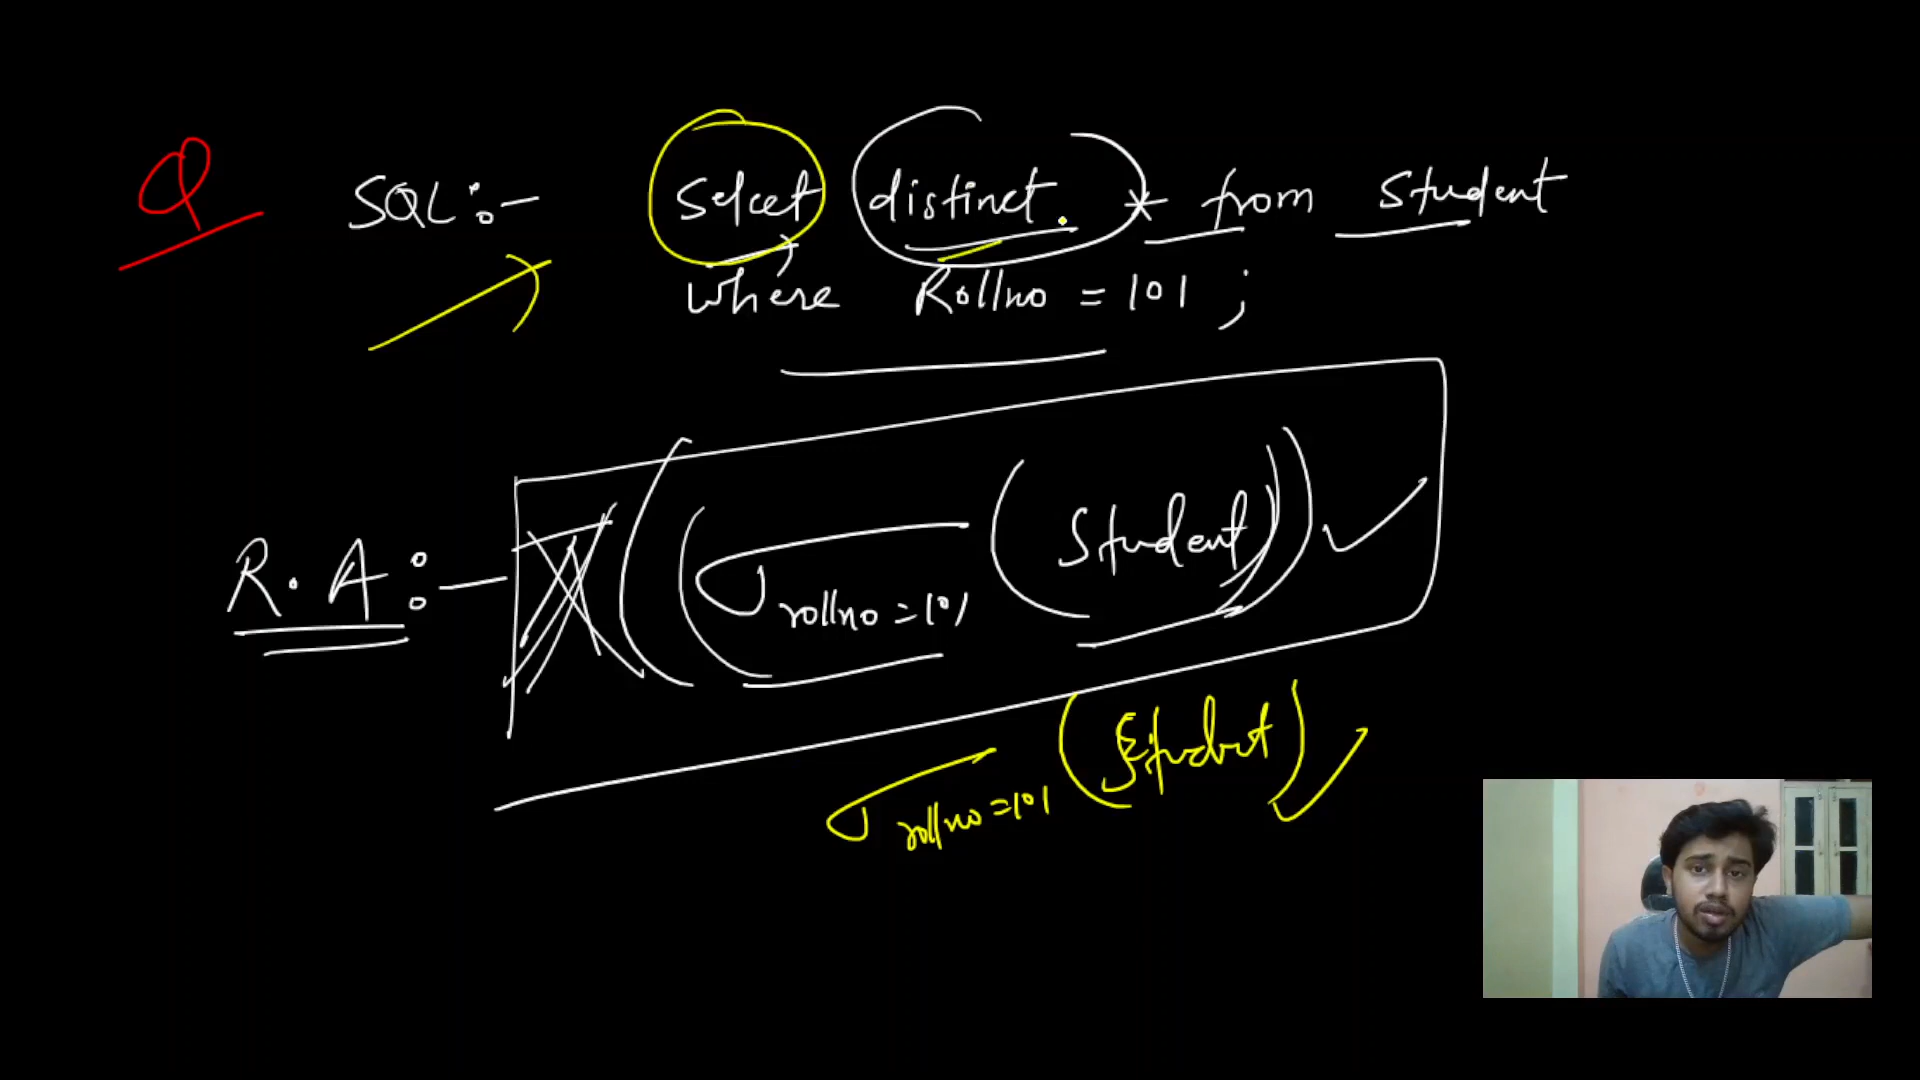 Q SQL:- Select distinct * from Student
where Rollno = 101 ;
R.A :- ((σ rollno = 101 (Student)))
σ rollno = 101 (Student)